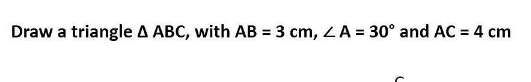 Draw a triangle Δ ABC, with AB = 3 cm, ∠A = 30° and AC = 4 cm